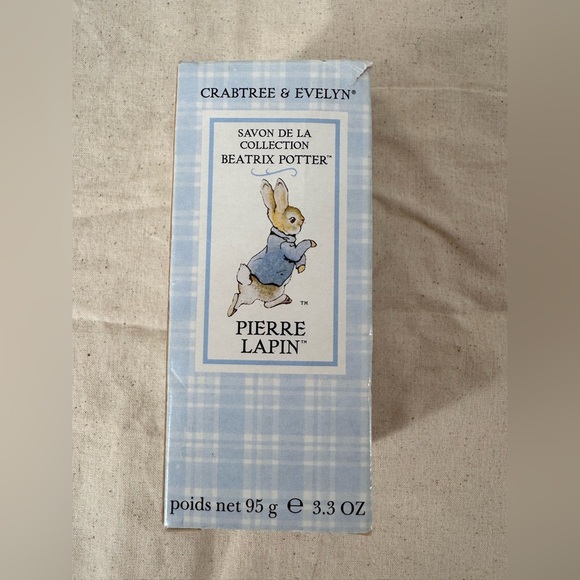 CRABTREE & EVELYN®
SAVON DE LA
COLLECTION
BEATRIX POTTER™
™
PIERRE
LAPIN™
poids net 95 g ℮ 3.3 OZ